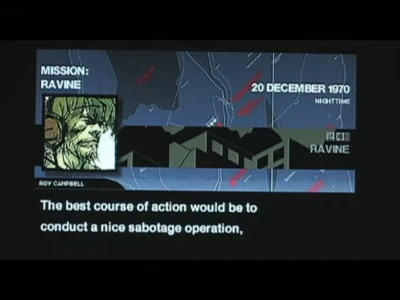 MISSION:
RAVINE
20 DECEMBER 1970
NIGHTTIME
RAVINE
ROY CAMPBELL
The best course of action would be to
conduct a nice sabotage operation,